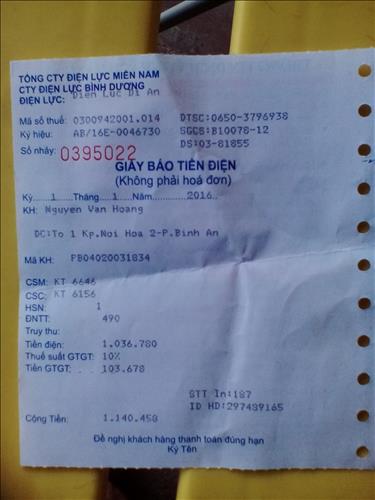 TỔNG CTY ĐIỆN LỰC MIỀN NAM
CTY ĐIỆN LỰC BÌNH DƯƠNG
ĐIỆN LỰC: Dien Luc Di An
Mã số thuế: 0300942001.014 DTSC:0650-3796938
Ký hiệu: AB/16E-0046730 SGCS:B10078-12
Số nhảy: 0395022 DS:03-81855
GIẤY BÁO TIỀN ĐIỆN
(Không phải hoá đơn)
Kỳ....1......Tháng....1....Năm............2016...
KH: Nguyen Van Hoang
DC:To 1 Kp.Noi Hoa 2-P.Binh An
Mã KH: PB04020031834
CSM: KT 6646
CSC: KT 6156
HSN: 1
ĐNTT: 490
Truy thu:
Tiền điện: 1.036.780
Thuế suất GTGT: 10%
Tiền GTGT: 103.678
STT In:187
ID HD:297489165
Cộng Tiền: 1.140.458
Đề nghị khách hàng thanh toán đúng hạn
Ký Tên